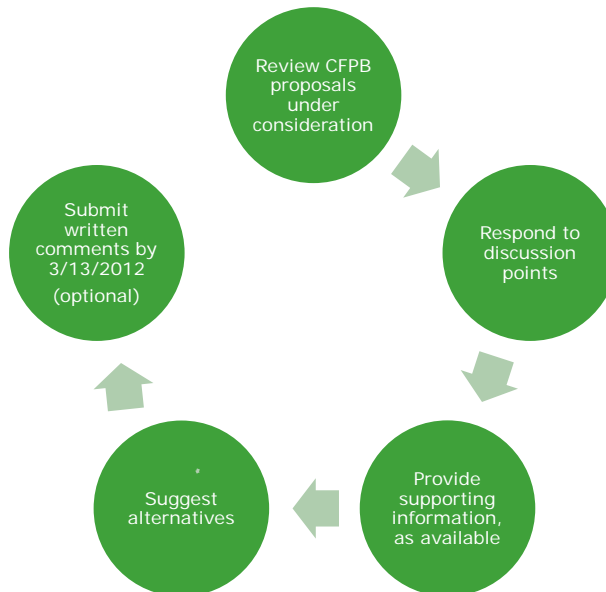 Review CFPB
proposals
under
consideration
Respond to
discussion
points
Provide
supporting
information,
as available
Suggest
alternatives
Submit
written
comments by
3/13/2012
(optional)